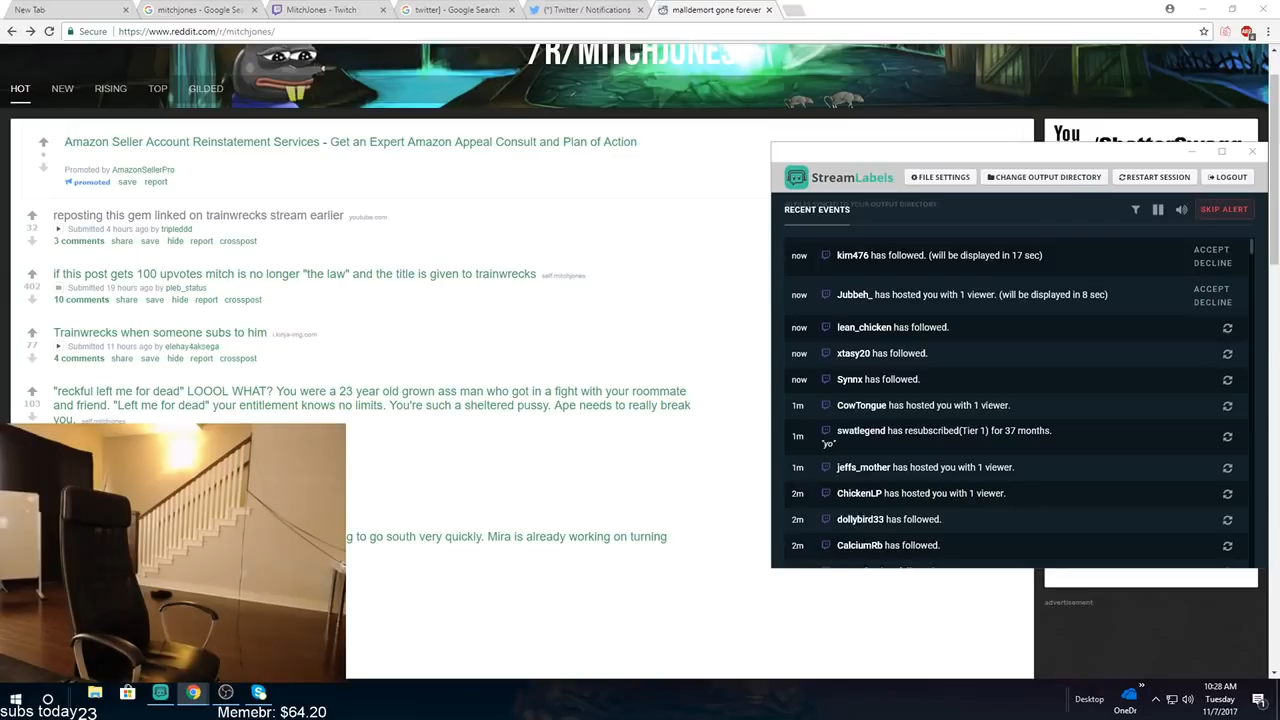 New Tab
mitchjones - Google Se
MitchJones - Twitch
twitter] - Google Search
(*) Twitter / Notifications
malldemort gone forever
Secure
https://www.reddit.com/r/mitchjones/
/R/MITCHJONES
HOT
NEW
RISING
TOP
GILDED
Amazon Seller Account Reinstatement Services - Get an Expert Amazon Appeal Consult and Plan of Action
Promoted by AmazonSellerPro
promoted save report
reposting this gem linked on trainwrecks stream earlier youtube.com
32
Submitted 4 hours ago by tripleddd
3 comments share save hide report crosspost
if this post gets 100 upvotes mitch is no longer "the law" and the title is given to trainwrecks self.mitchjones
402
Submitted 19 hours ago by pleb_status
10 comments share save hide report crosspost
Trainwrecks when someone subs to him i.kinja-img.com
77
Submitted 11 hours ago by elehay4aksega
4 comments share save hide report crosspost
"reckful left me for dead" LOOOL WHAT? You were a 23 year old grown ass man who got in a fight with your roommate
103
and friend. "Left me for dead" your entitlement knows no limits. You're such a sheltered pussy. Ape needs to really break
you. self.mitchjones
g to go south very quickly. Mira is already working on turning
You
StreamLabels
FILE SETTINGS
CHANGE OUTPUT DIRECTORY
RESTART SESSION
LOGOUT
RECENT EVENTS
SKIP ALERT
now kim476 has followed. (will be displayed in 17 sec)
ACCEPT
DECLINE
now Jubbeh_ has hosted you with 1 viewer. (will be displayed in 8 sec)
ACCEPT
DECLINE
now lean_chicken has followed.
now xtasy20 has followed.
now Synnx has followed.
1m CowTongue has hosted you with 1 viewer.
1m swatlegend has resubscribed(Tier 1) for 37 months.
"yo"
1m jeffs_mother has hosted you with 1 viewer.
2m ChickenLP has hosted you with 1 viewer.
2m dollybird33 has followed.
2m CalciumRb has followed.
advertisement
subs today23
Memebr: $64.20
Desktop
OneDr
10:28 AM
Tuesday
11/7/2017